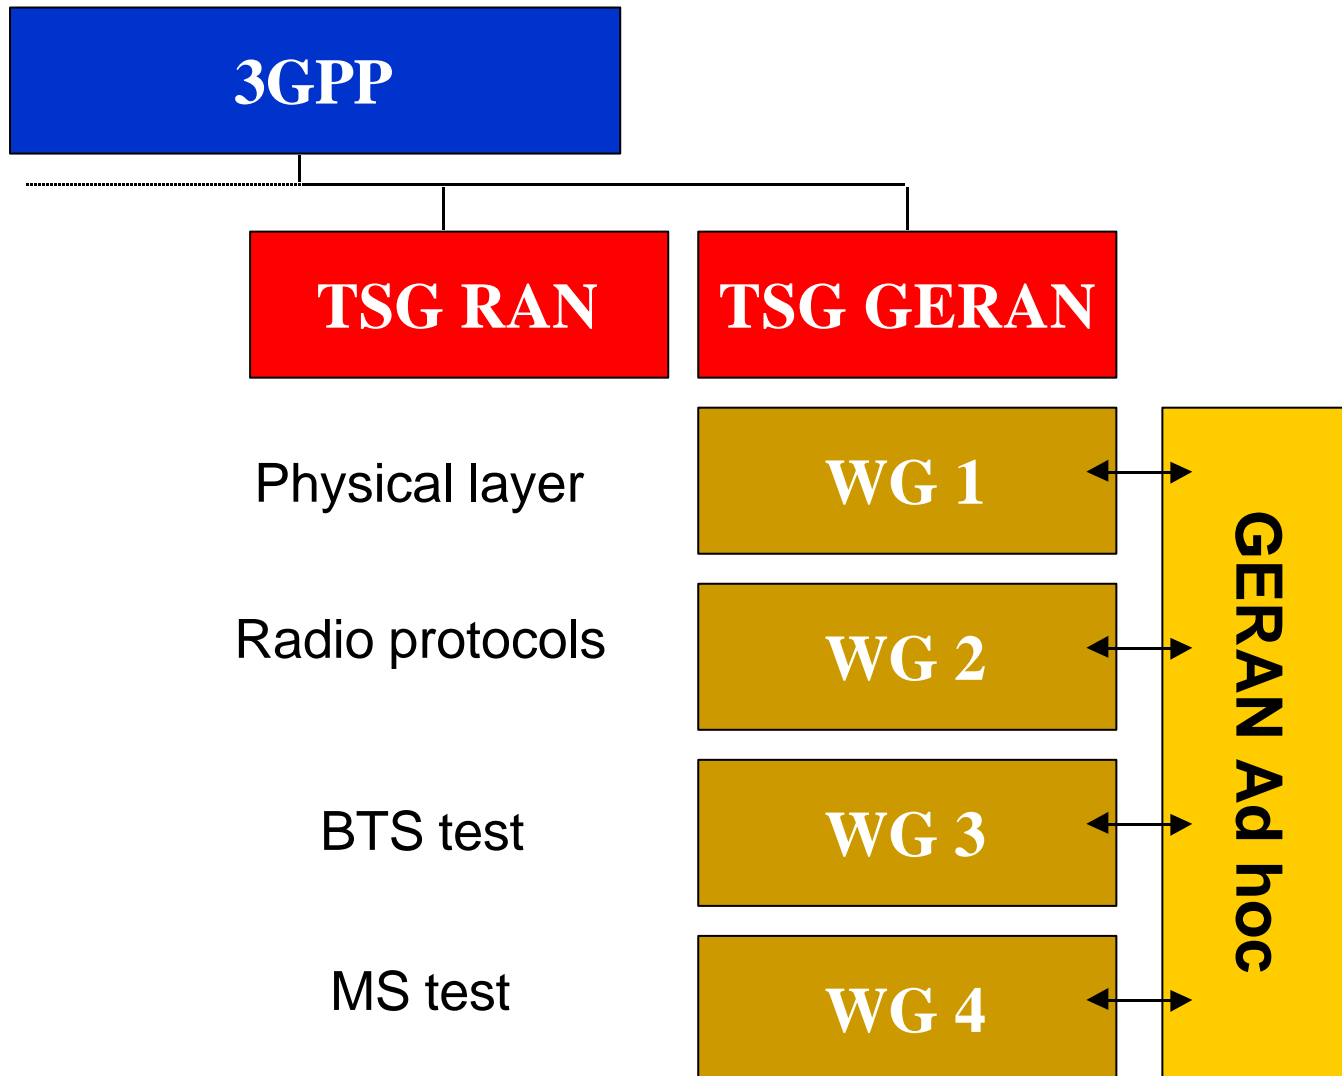 3GPP
TSG RAN
TSG GERAN
Physical layer
WG 1
Radio protocols
WG 2
BTS test
WG 3
MS test
WG 4
GERAN Ad hoc